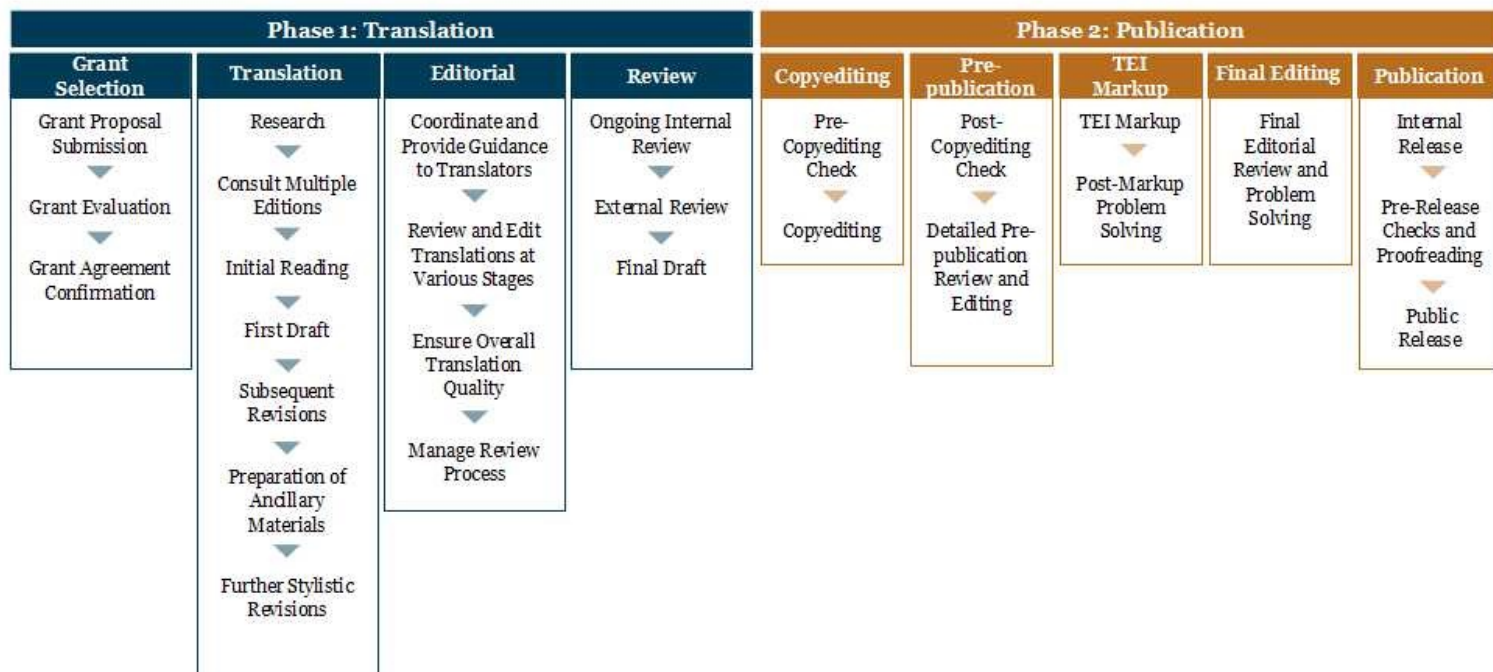 Phase 1: Translation
Grant
Selection
Grant Proposal
Submission
Grant Evaluation
Grant Agreement
Confirmation
Translation
Research
Consult Multiple
Editions
Initial Reading
First Draft
Subsequent
Revisions
Preparation of
Ancillary
Materials
Further Stylistic
Revisions
Editorial
Coordinate and
Provide Guidance
to Translators
Review and Edit
Translations at
Various Stages
Ensure Overall
Translation
Quality
Manage Review
Process
Review
Ongoing Internal
Review
External Review
Final Draft
Phase 2: Publication
Copyediting
Pre-
Copyediting
Check
Copyediting
Pre-
publication
Post-
Copyediting
Check
Detailed Pre-
publication
Review and
Editing
TEI
Markup
TEI Markup
Post-Markup
Problem
Solving
Final Editing
Final
Editorial
Review and
Problem
Solving
Publication
Internal
Release
Pre-Release
Checks and
Proofreading
Public
Release